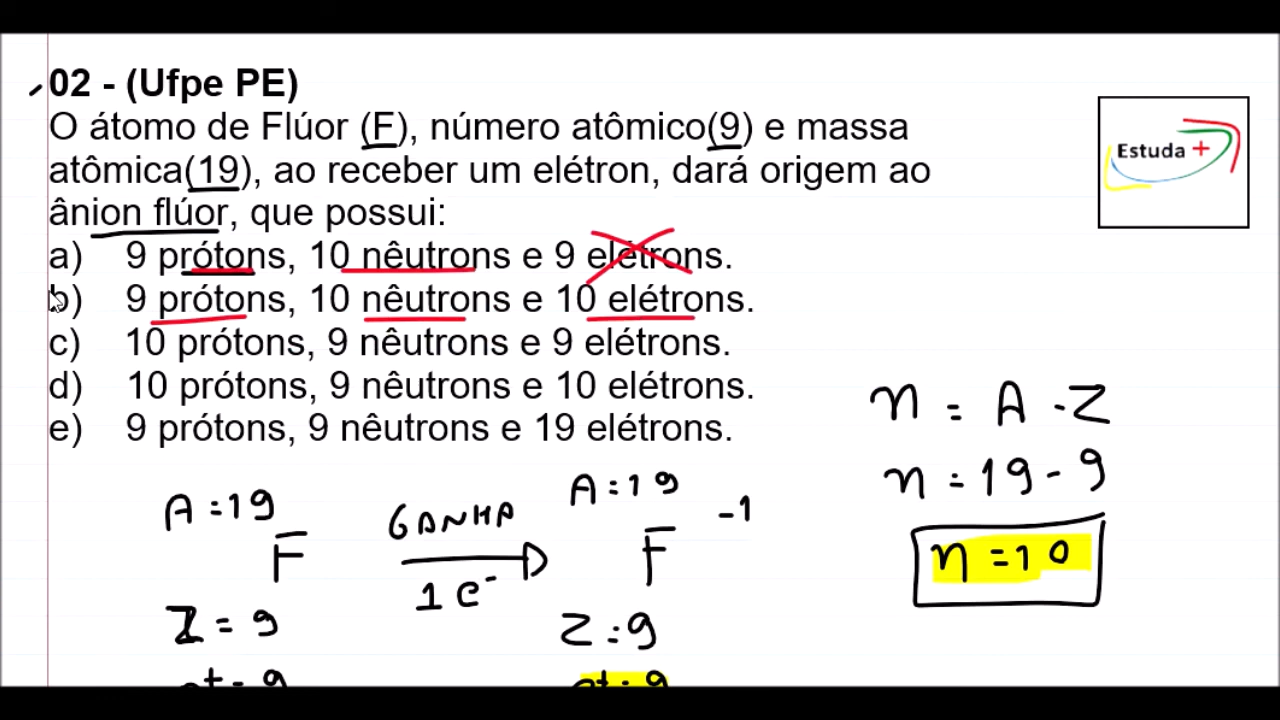 02 - (Ufpe PE)
O átomo de Flúor (F), número atômico(9) e massa
atômica(19), ao receber um elétron, dará origem ao
ânion flúor, que possui:
a) 9 prótons, 10 nêutrons e 9 elétrons.
b) 9 prótons, 10 nêutrons e 10 elétrons.
c) 10 prótons, 9 nêutrons e 9 elétrons.
d) 10 prótons, 9 nêutrons e 10 elétrons.
e) 9 prótons, 9 nêutrons e 19 elétrons.
Estuda +
n = A - Z
n = 19 - 9
n = 10
A = 19
F
Z = 9
GANHA
1 e-
A = 19
F -1
Z = 9